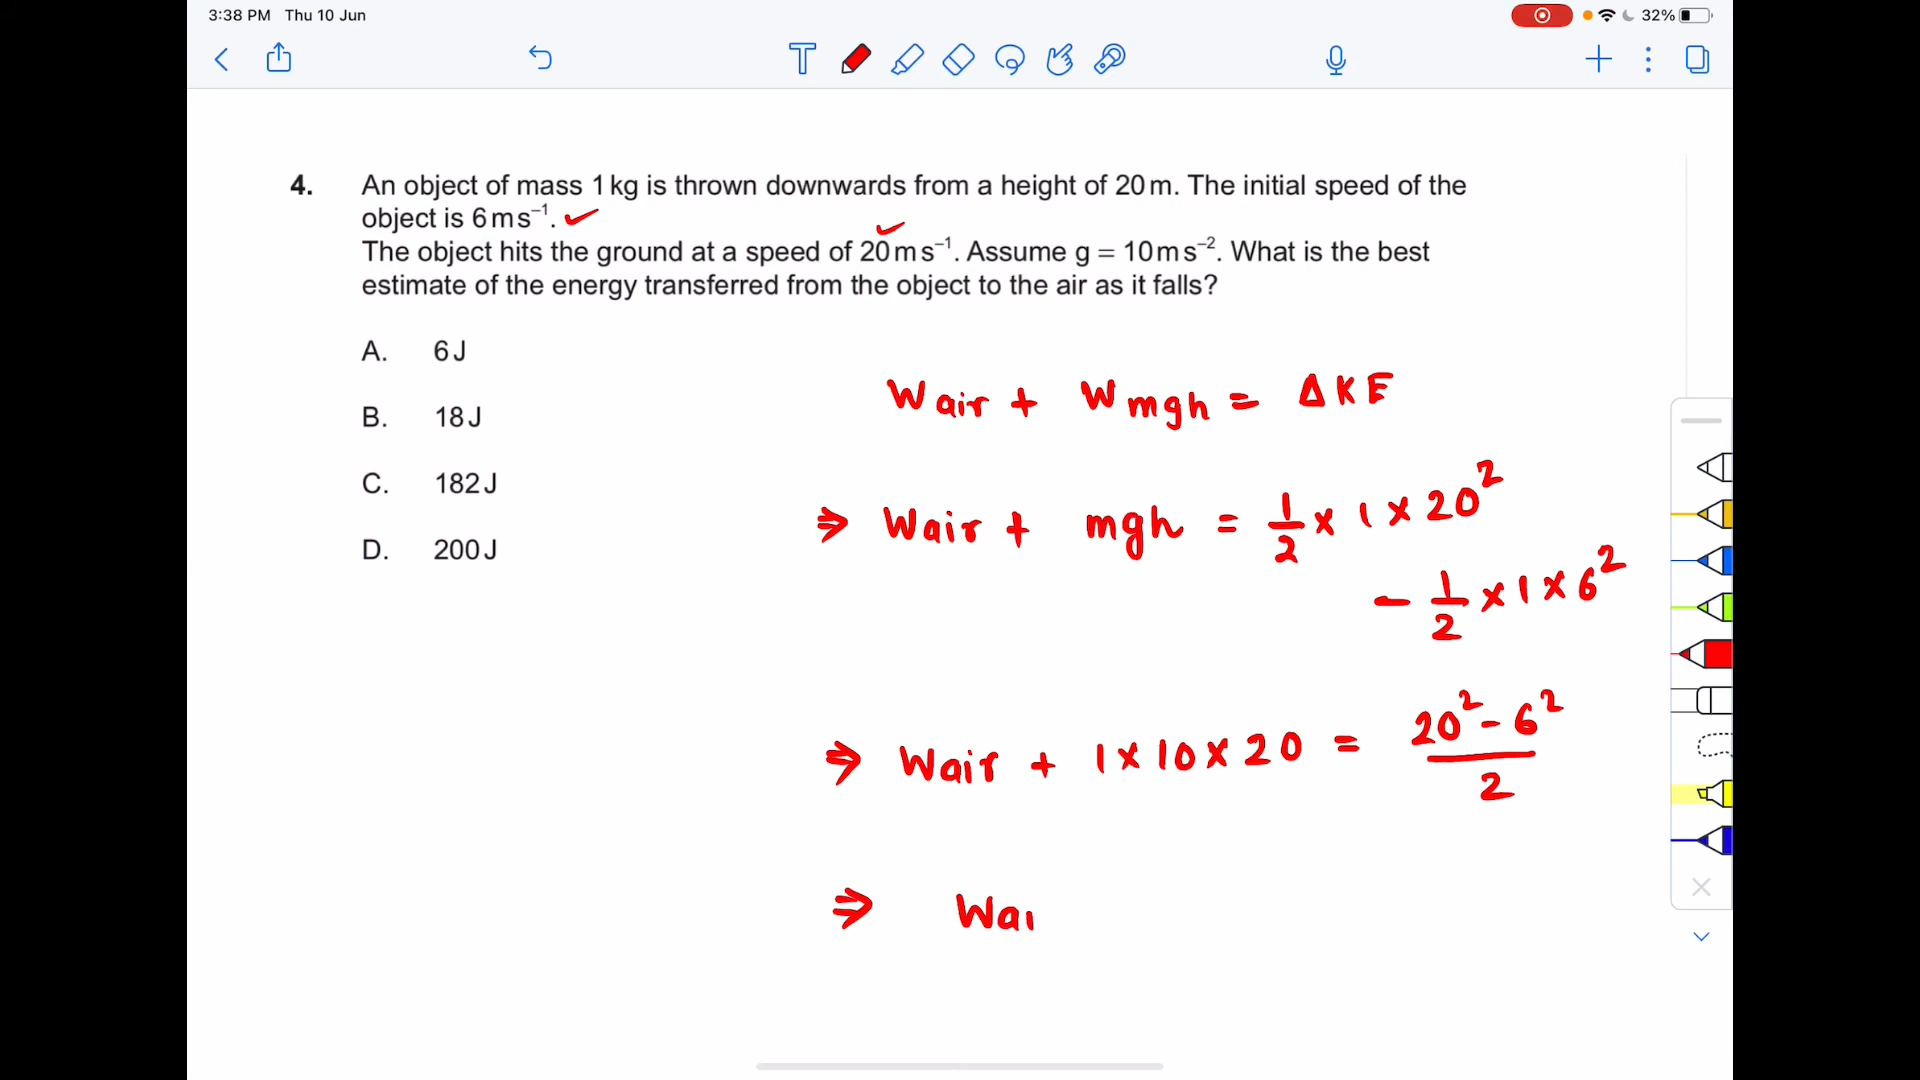 3:38 PM Thu 10 Jun 32%
T
4. An object of mass 1 kg is thrown downwards from a height of 20 m. The initial speed of the
object is 6 m s⁻¹. ✓
The object hits the ground at a speed of 20 m s⁻¹. Assume g = 10 m s⁻². What is the best
estimate of the energy transferred from the object to the air as it falls?
A. 6 J
B. 18 J
C. 182 J
D. 200 J
Wair + Wmgh = ΔKE
⇒ Wair + mgh = 1/2 × 1 × 20²
- 1/2 × 1 × 6²
⇒ Wair + 1 × 10 × 20 = (20² - 6²)/2
⇒ Wai